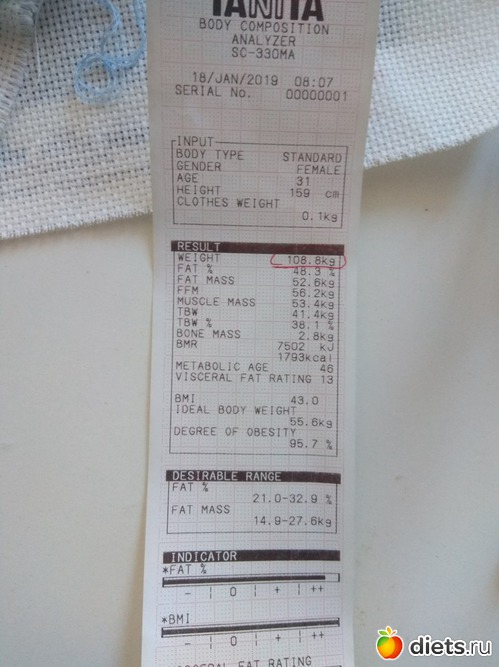 TANITA
BODY COMPOSITION
ANALYZER
SC-330MA
18/JAN/2019 08:07
SERIAL No. 00000001
INPUT
BODY TYPE STANDARD
GENDER FEMALE
AGE 31
HEIGHT 159 cm
CLOTHES WEIGHT
0.1kg
RESULT
WEIGHT 108.8kg
FAT % 48.3 %
FAT MASS 52.6kg
FFM 56.2kg
MUSCLE MASS 53.4kg
TBW 41.4kg
TBW % 38.1 %
BONE MASS 2.8kg
BMR 7502 kJ
1793kcal
METABOLIC AGE 46
VISCERAL FAT RATING 13
BMI 43.0
IDEAL BODY WEIGHT
55.6kg
DEGREE OF OBESITY
95.7 %
DESIRABLE RANGE
FAT %
21.0-32.9 %
FAT MASS
14.9-27.6kg
INDICATOR
*FAT %
- | 0 | + | ++
*BMI
- | 0 | + | ++
VISCERAL FAT RATING
diets.ru